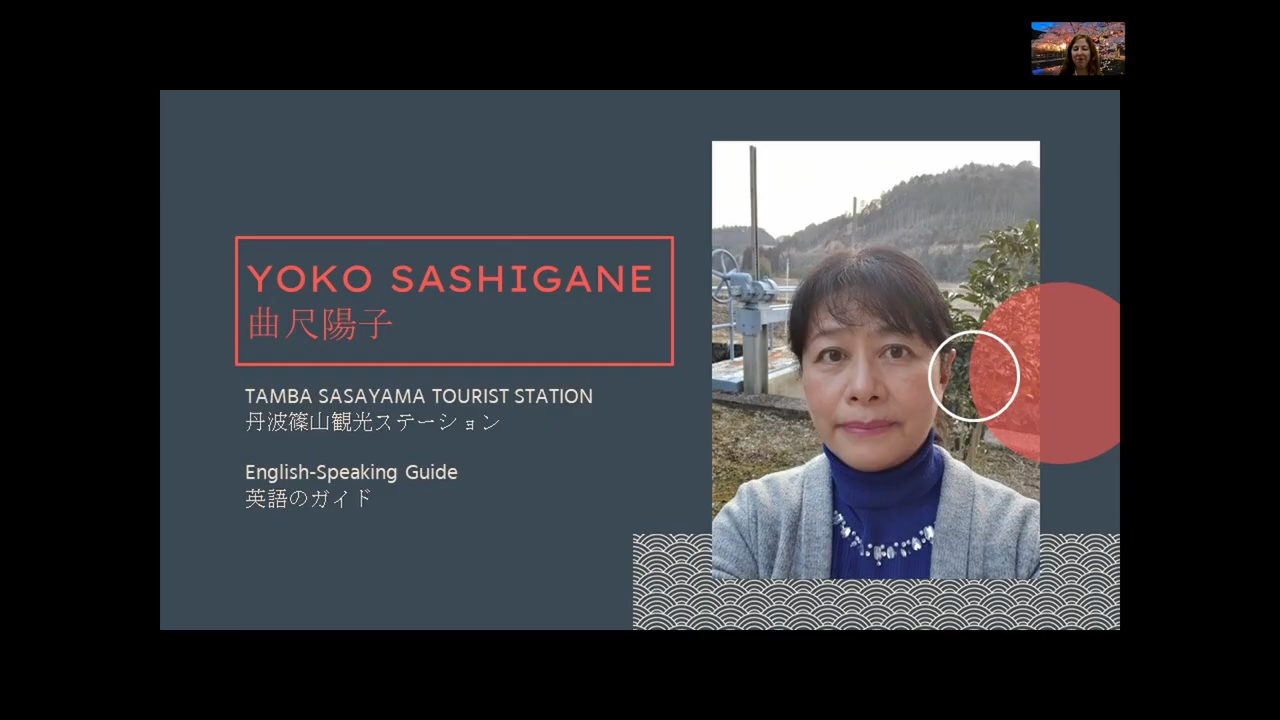 YOKO SASHIGANE
曲尺陽子
TAMBA SASAYAMA TOURIST STATION
丹波篠山観光ステーション
English-Speaking Guide
英語のガイド